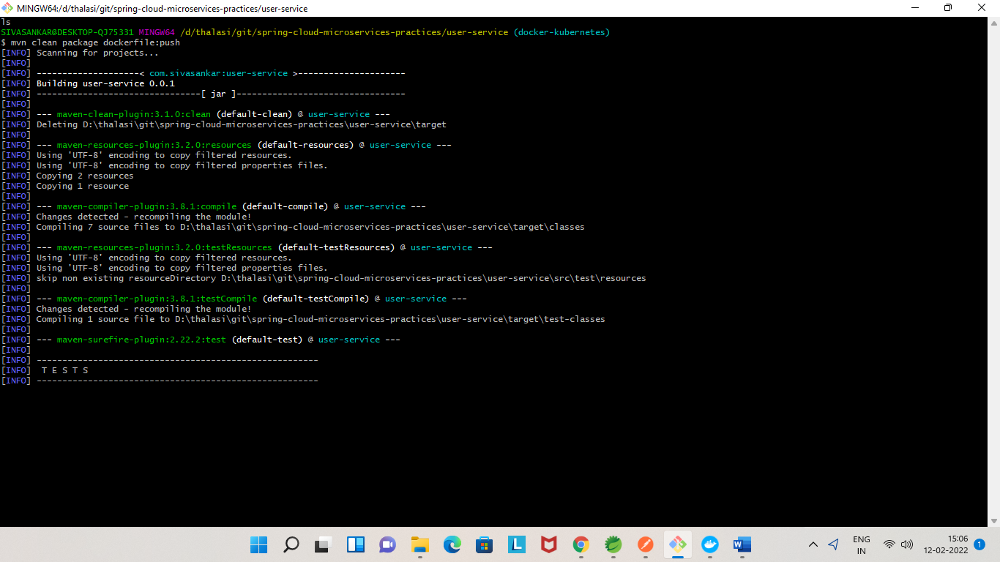 MINGW64:/d/thalasi/git/spring-cloud-microservices-practices/user-service
ls
SIVASANKAR@DESKTOP-QJ75331 MINGW64 /d/thalasi/git/spring-cloud-microservices-practices/user-service (docker-kubernetes)
$ mvn clean package dockerfile:push
[INFO] Scanning for projects...
[INFO]
[INFO] ---------------------< com.sivasankar:user-service >---------------------
[INFO] Building user-service 0.0.1
[INFO] --------------------------------[ jar ]---------------------------------
[INFO]
[INFO] --- maven-clean-plugin:3.1.0:clean (default-clean) @ user-service ---
[INFO] Deleting D:\thalasi\git\spring-cloud-microservices-practices\user-service\target
[INFO]
[INFO] --- maven-resources-plugin:3.2.0:resources (default-resources) @ user-service ---
[INFO] Using 'UTF-8' encoding to copy filtered resources.
[INFO] Using 'UTF-8' encoding to copy filtered properties files.
[INFO] Copying 2 resources
[INFO] Copying 1 resource
[INFO]
[INFO] --- maven-compiler-plugin:3.8.1:compile (default-compile) @ user-service ---
[INFO] Changes detected - recompiling the module!
[INFO] Compiling 7 source files to D:\thalasi\git\spring-cloud-microservices-practices\user-service\target\classes
[INFO]
[INFO] --- maven-resources-plugin:3.2.0:testResources (default-testResources) @ user-service ---
[INFO] Using 'UTF-8' encoding to copy filtered resources.
[INFO] Using 'UTF-8' encoding to copy filtered properties files.
[INFO] skip non existing resourceDirectory D:\thalasi\git\spring-cloud-microservices-practices\user-service\src\test\resources
[INFO]
[INFO] --- maven-compiler-plugin:3.8.1:testCompile (default-testCompile) @ user-service ---
[INFO] Changes detected - recompiling the module!
[INFO] Compiling 1 source file to D:\thalasi\git\spring-cloud-microservices-practices\user-service\target\test-classes
[INFO]
[INFO] --- maven-surefire-plugin:2.22.2:test (default-test) @ user-service ---
[INFO]
[INFO] -------------------------------------------------------
[INFO]  T E S T S
[INFO] -------------------------------------------------------
L
W
ENG
IN
15:06
12-02-2022
1